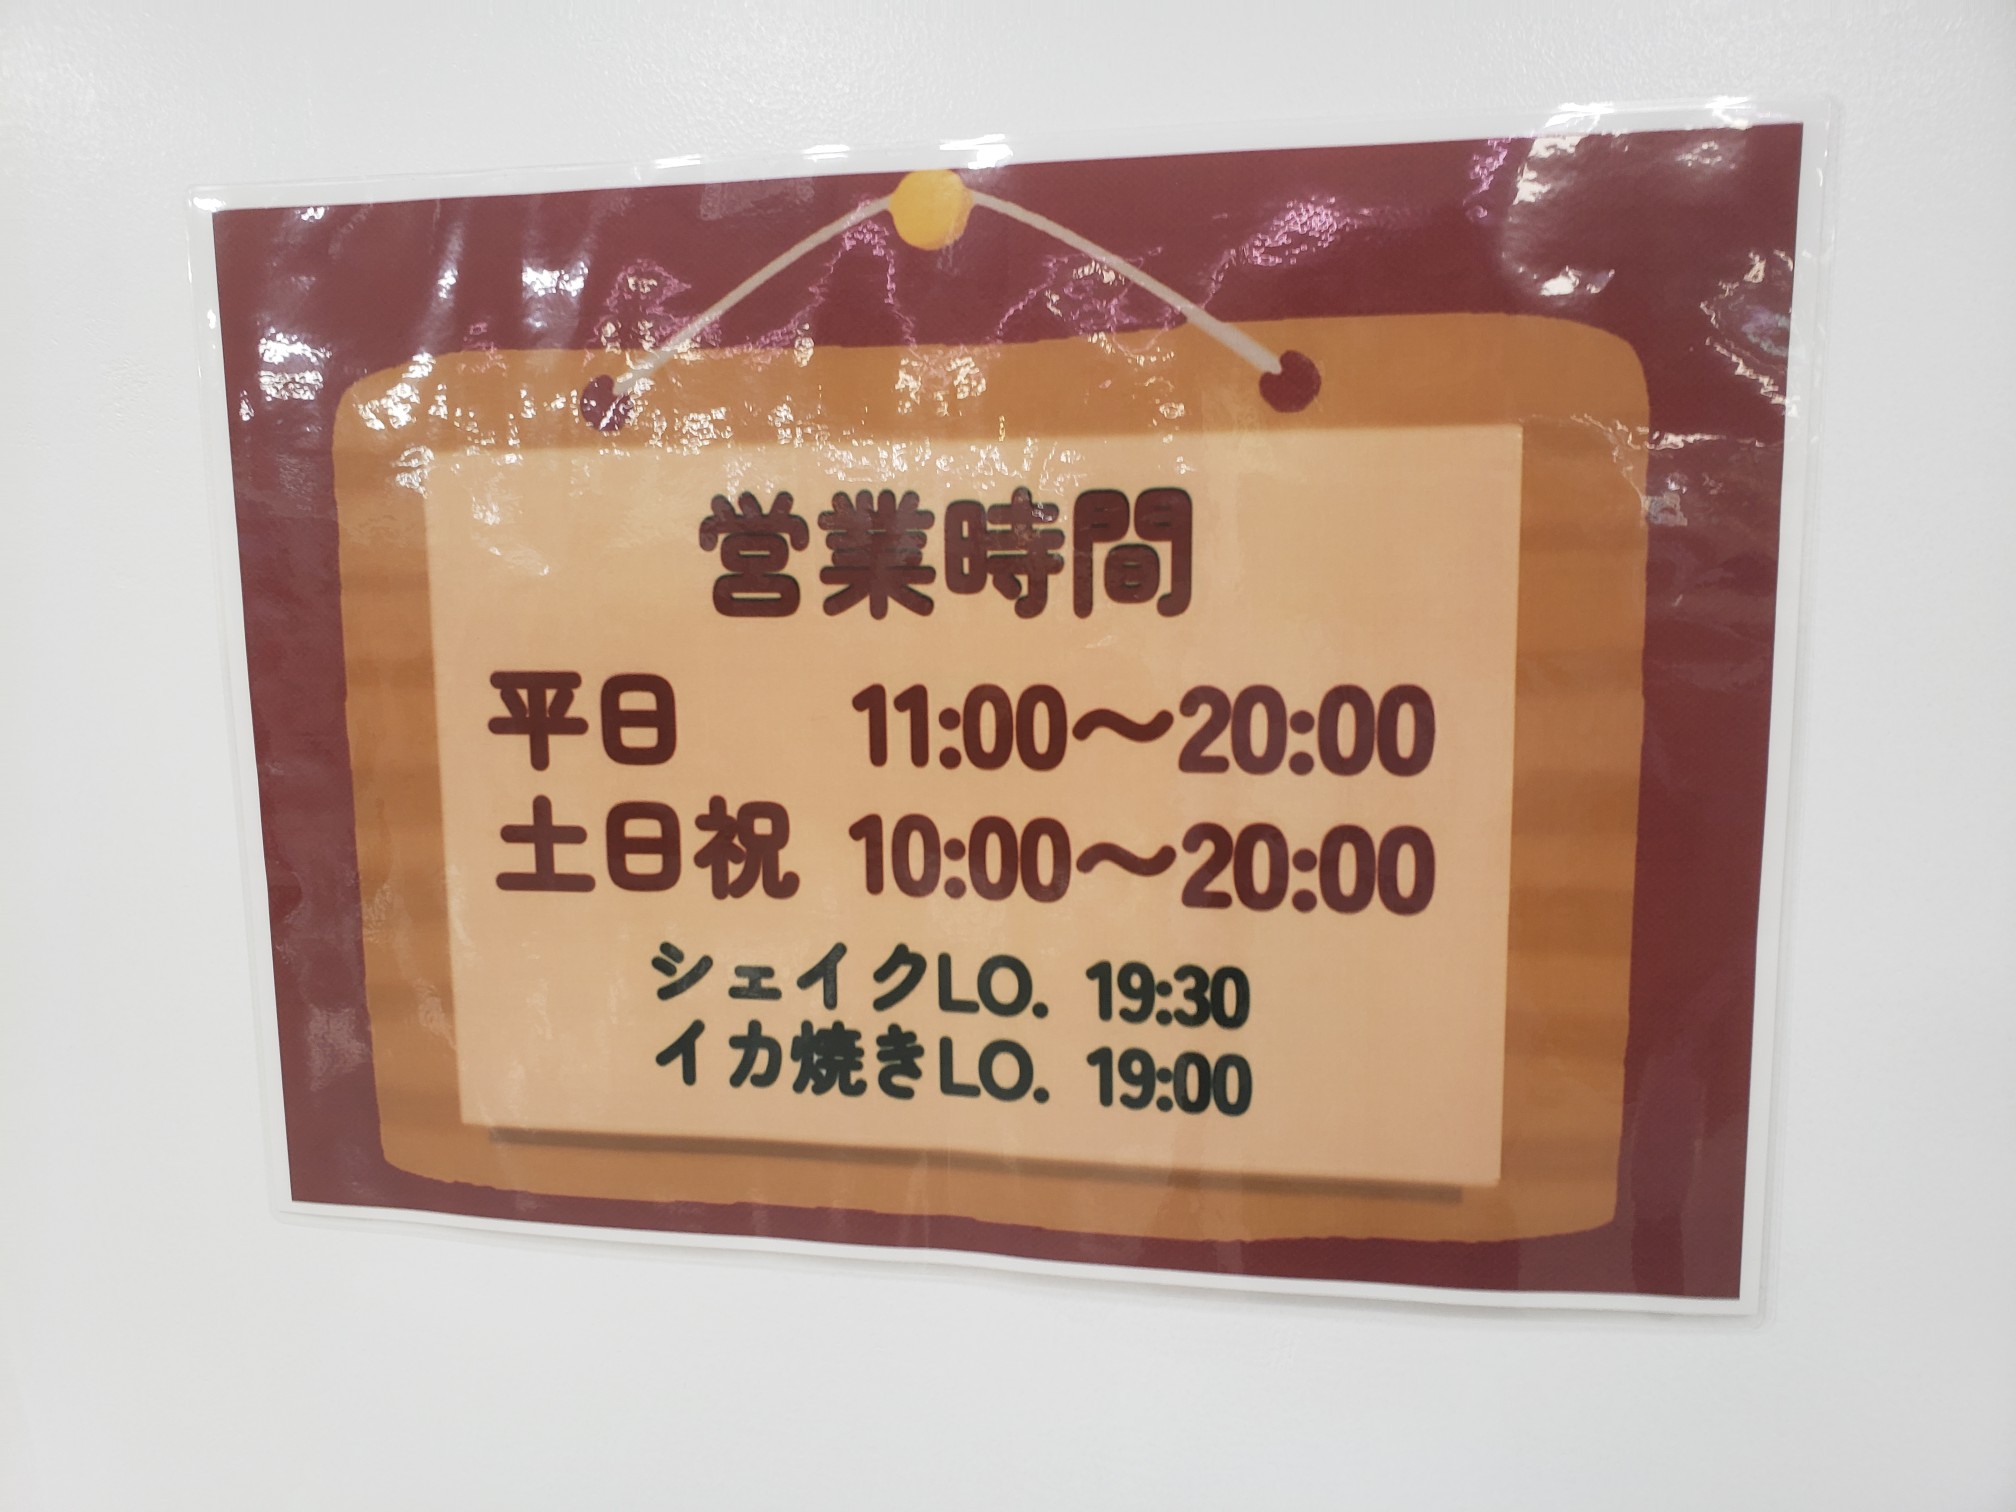 営業時間
平日 11:00〜20:00
土日祝 10:00〜20:00
シェイクLO. 19:30
イカ焼きLO. 19:00